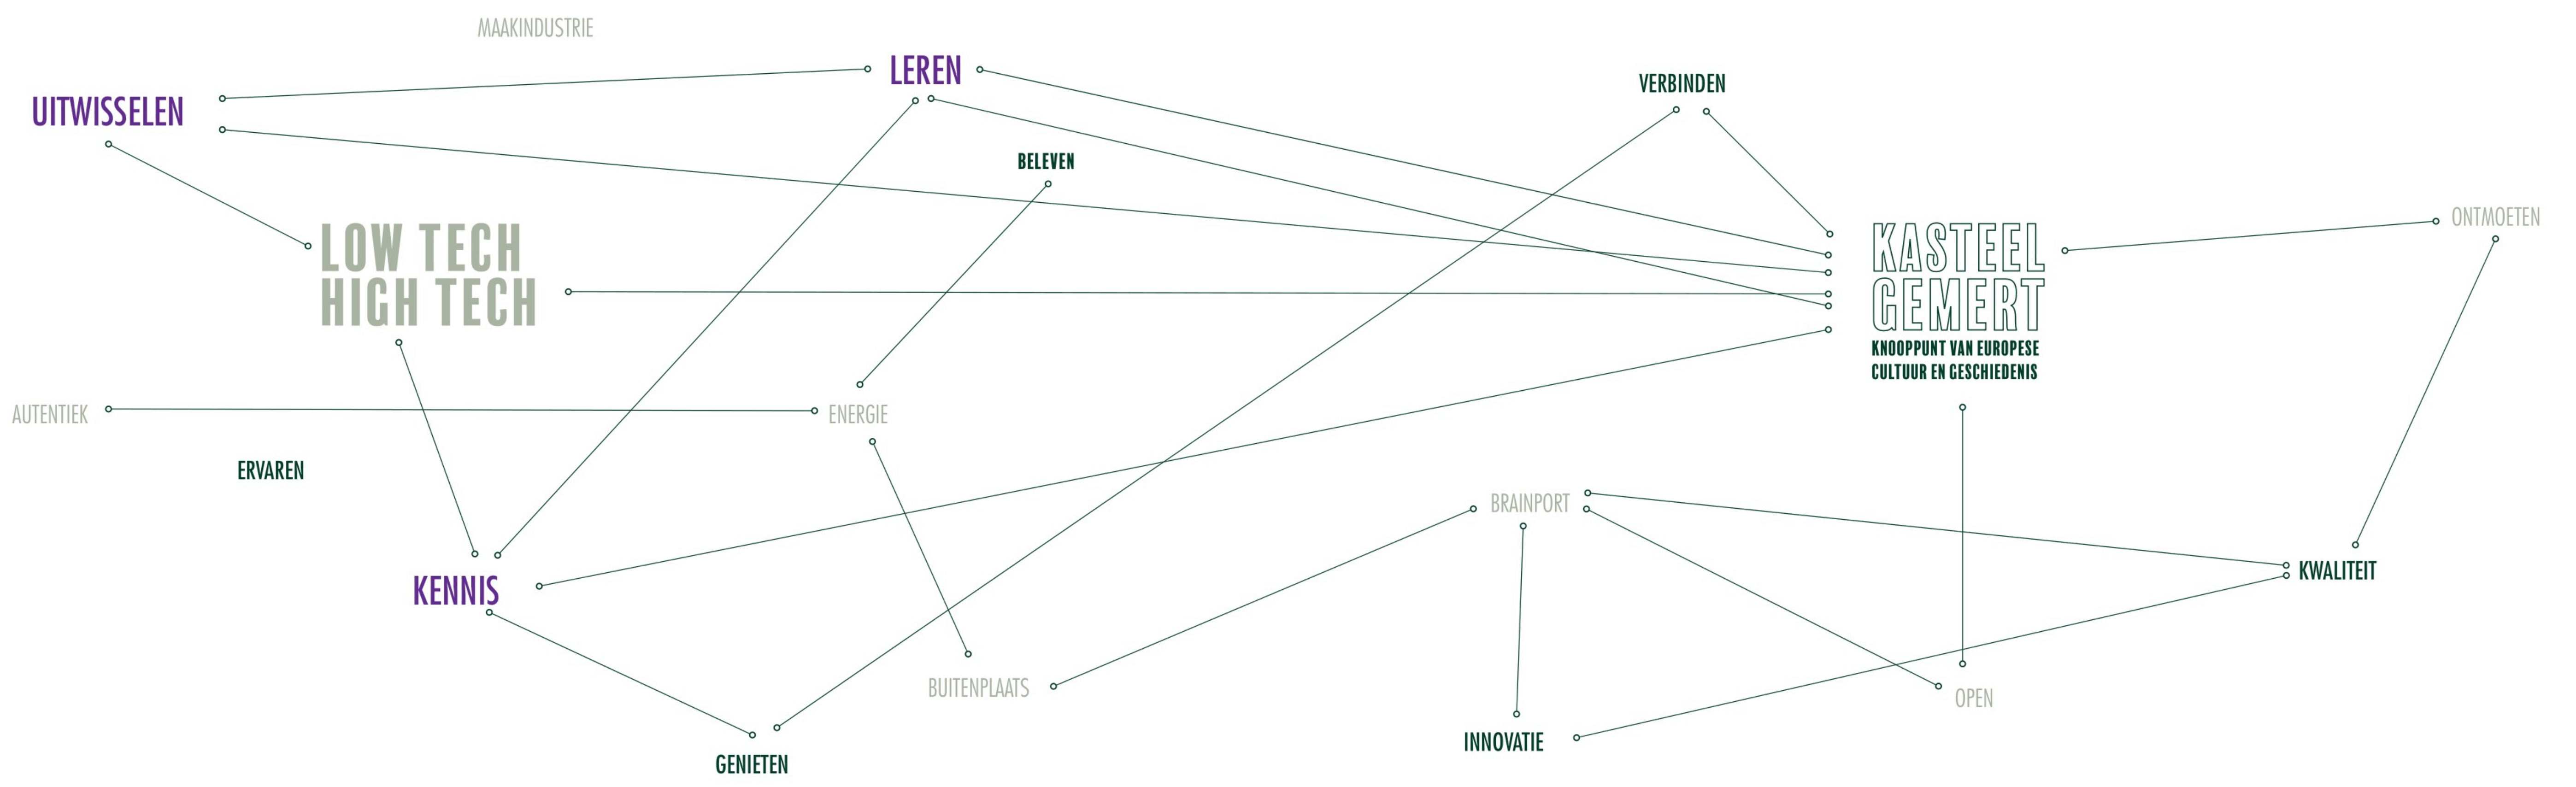 MAAKINDUSTRIE
LEREN
VERBINDEN
UITWISSELEN
BELEVEN
ONTMOETEN
LOW TECH
HIGH TECH
KASTEEL
GEMERT
KNOOPPUNT VAN EUROPESE
CULTUUR EN GESCHIEDENIS
AUTENTIEK
ENERGIE
ERVAREN
BRAINPORT
KWALITEIT
KENNIS
BUITENPLAATS
OPEN
INNOVATIE
GENIETEN